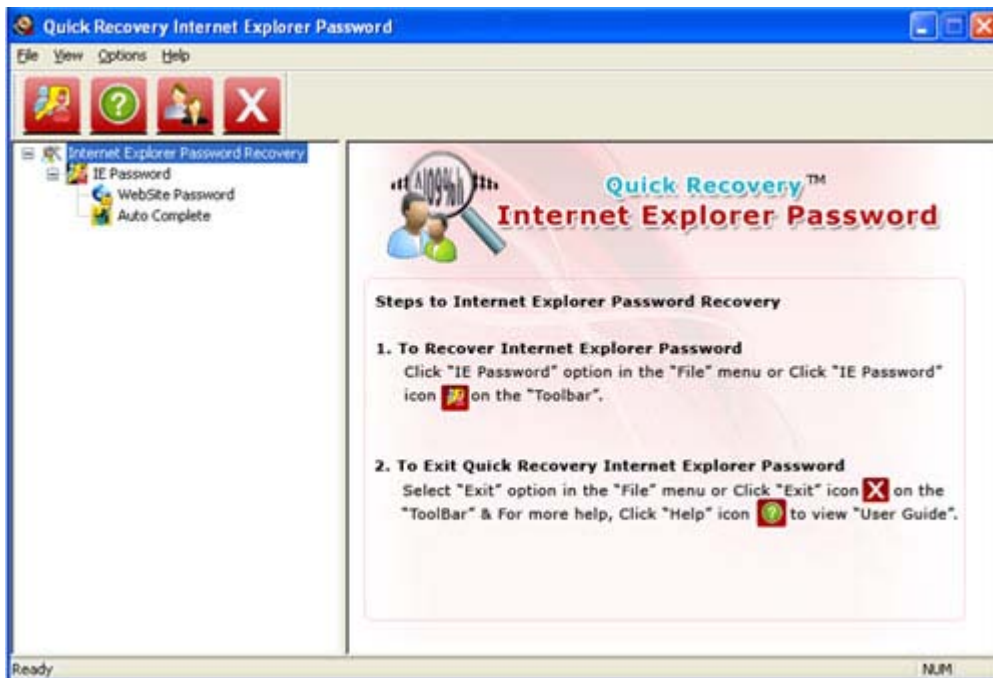 Quick Recovery Internet Explorer Password
File View Options Help
Internet Explorer Password Recovery
IE Password
WebSite Password
Auto Complete
Quick Recovery™
Internet Explorer Password
Steps to Internet Explorer Password Recovery
1. To Recover Internet Explorer Password
Click "IE Password" option in the "File" menu or Click "IE Password"
icon on the "Toolbar".
2. To Exit Quick Recovery Internet Explorer Password
Select "Exit" option in the "File" menu or Click "Exit" icon X on the
"ToolBar" & For more help, Click "Help" icon ? to view "User Guide".
Ready
NUM